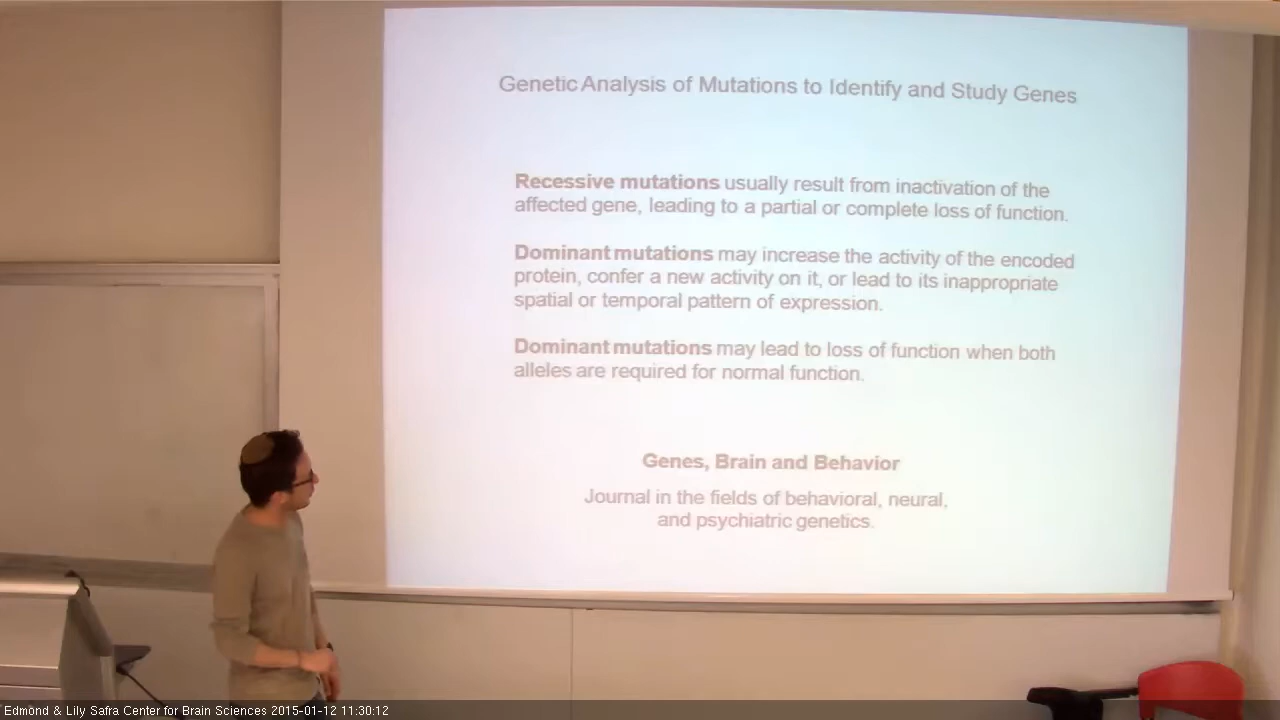 Genetic Analysis of Mutations to Identify and Study Genes
Recessive mutations usually result from inactivation of the
affected gene, leading to a partial or complete loss of function.
Dominant mutations may increase the activity of the encoded
protein, confer a new activity on it, or lead to its inappropriate
spatial or temporal pattern of expression.
Dominant mutations may lead to loss of function when both
alleles are required for normal function.
Genes, Brain and Behavior
Journal in the fields of behavioral, neural,
and psychiatric genetics.
Edmond & Lily Safra Center for Brain Sciences 2015-01-12 11:30:12